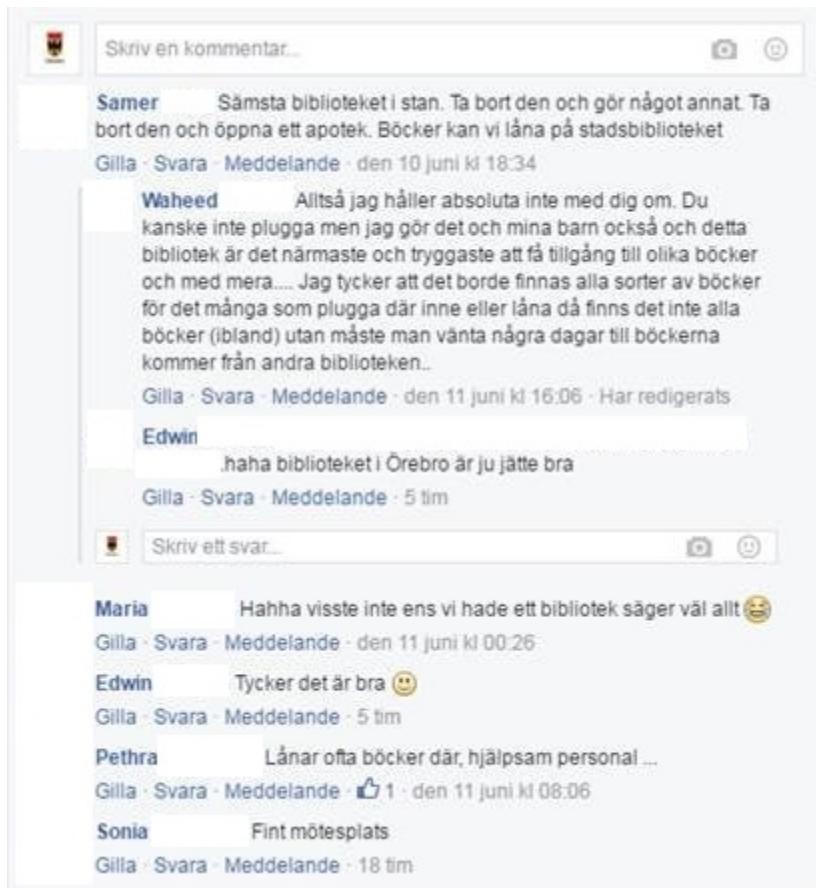 Skriv en kommentar...
Samer Sämsta biblioteket i stan. Ta bort den och gör något annat. Ta
bort den och öppna ett apotek. Böcker kan vi låna på stadsbiblioteket
Gilla · Svara · Meddelande · den 10 juni kl 18:34
Waheed Alltså jag håller absoluta inte med dig om. Du
kanske inte plugga men jag gör det och mina barn också och detta
bibliotek är det närmaste och tryggaste att få tillgång till olika böcker
och med mera.... Jag tycker att det borde finnas alla sorter av böcker
för det många som plugga där inne eller låna då finns det inte alla
böcker (ibland) utan måste man vänta några dagar till böckerna
kommer från andra biblioteken..
Gilla · Svara · Meddelande · den 11 juni kl 16:06 · Har redigerats
Edwin
.haha biblioteket i Örebro är ju jätte bra
Gilla · Svara · Meddelande · 5 tim
Skriv ett svar...
Maria Hahha visste inte ens vi hade ett bibliotek säger väl allt
Gilla · Svara · Meddelande · den 11 juni kl 00:26
Edwin Tycker det är bra
Gilla · Svara · Meddelande · 5 tim
Pethra Lånar ofta böcker där, hjälpsam personal ...
Gilla · Svara · Meddelande · 1 · den 11 juni kl 08:06
Sonia Fint mötesplats
Gilla · Svara · Meddelande · 18 tim